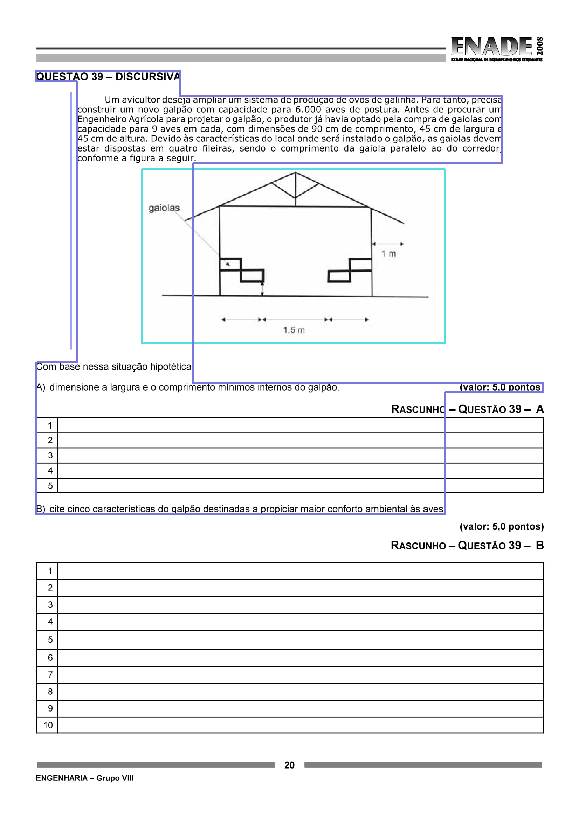 ENADE 2008
EXAME NACIONAL DE DESEMPENHO DOS ESTUDANTES
QUESTÃO 39 – DISCURSIVA
Um avicultor deseja ampliar um sistema de produção de ovos de galinha. Para tanto, precisa
construir um novo galpão com capacidade para 6.000 aves de postura. Antes de procurar um
Engenheiro Agrícola para projetar o galpão, o produtor já havia optado pela compra de gaiolas com
capacidade para 9 aves em cada, com dimensões de 90 cm de comprimento, 45 cm de largura e
45 cm de altura. Devido às características do local onde será instalado o galpão, as gaiolas devem
estar dispostas em quatro fileiras, sendo o comprimento da gaiola paralelo ao do corredor,
conforme a figura a seguir.
gaiolas
1 m
1.5 m
Com base nessa situação hipotética
A) dimensione a largura e o comprimento mínimos internos do galpão. (valor: 5,0 pontos)
RASCUNHO – QUESTÃO 39 – A
1
2
3
4
5
B) cite cinco características do galpão destinadas a propiciar maior conforto ambiental às aves
(valor: 5,0 pontos)
RASCUNHO – QUESTÃO 39 – B
1
2
3
4
5
6
7
8
9
10
20
ENGENHARIA – Grupo VIII